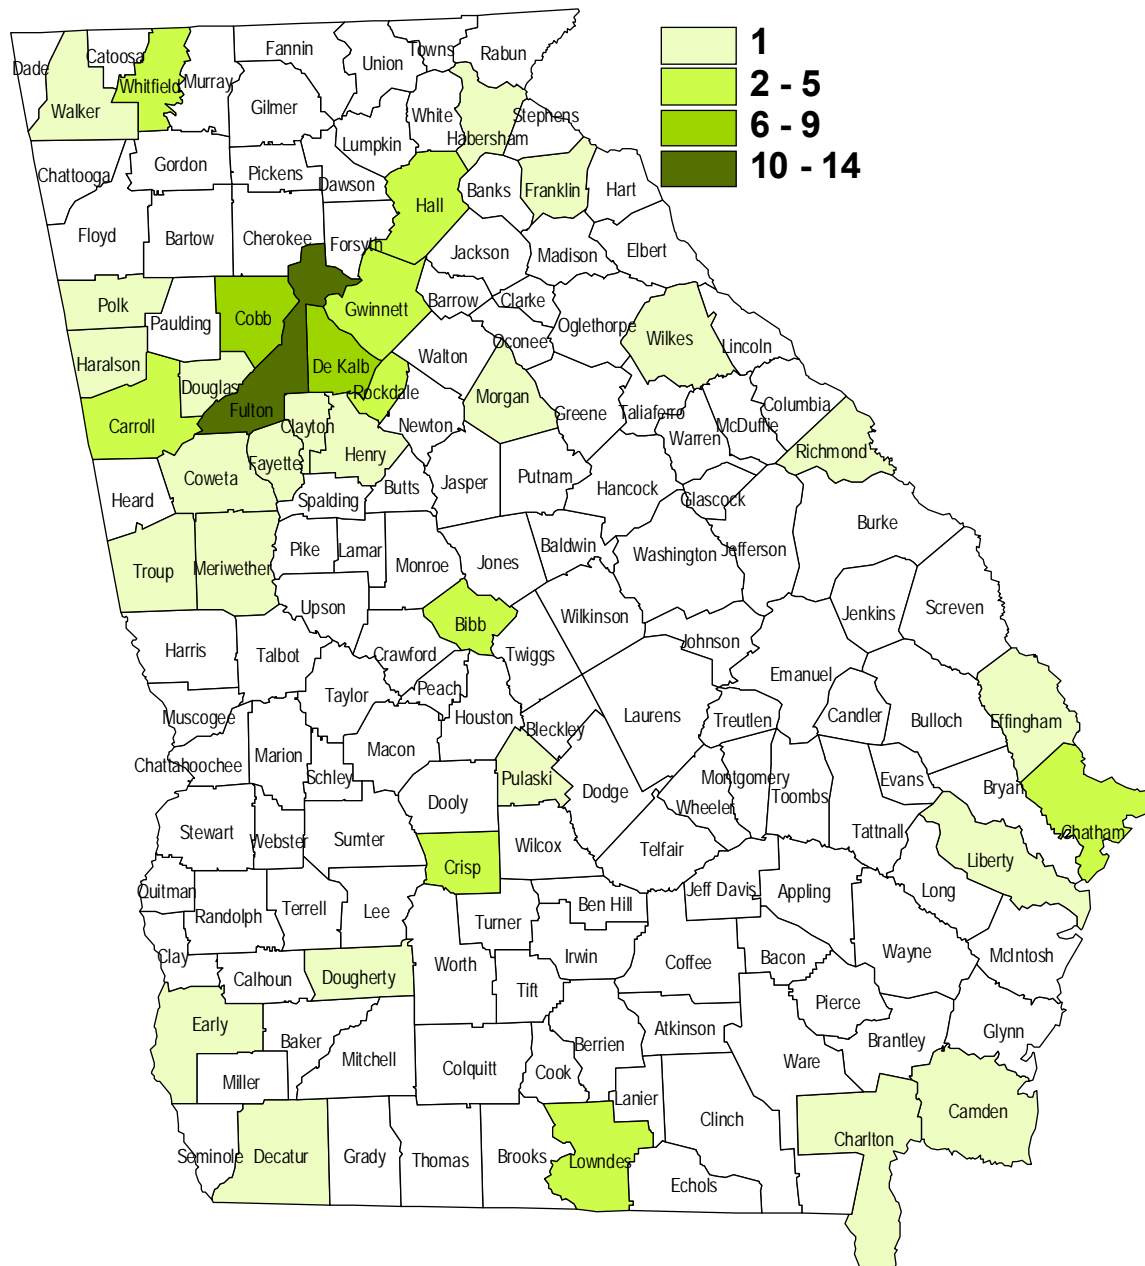 1
2 - 5
6 - 9
10 - 14
Dade
Catoosa
Walker
Whitfield
Murray
Fannin
Gilmer
Union
Towns
Rabun
White
Habersham
Stephens
Lumpkin
Chattooga
Gordon
Pickens
Dawson
Hall
Banks
Franklin
Hart
Floyd
Bartow
Cherokee
Forsyth
Jackson
Madison
Elbert
Polk
Paulding
Cobb
Gwinnett
Barrow
Clarke
Oconee
Oglethorpe
Wilkes
Lincoln
Haralson
Douglas
De Kalb
Rockdale
Walton
Morgan
Greene
Taliaferro
McDuffie
Columbia
Carroll
Fulton
Clayton
Newton
Warren
Richmond
Heard
Coweta
Fayette
Henry
Spalding
Butts
Jasper
Putnam
Hancock
Glascock
Burke
Troup
Meriwether
Pike
Lamar
Monroe
Jones
Baldwin
Washington
Jefferson
Upson
Bibb
Wilkinson
Jenkins
Screven
Harris
Talbot
Crawford
Twiggs
Johnson
Emanuel
Taylor
Peach
Houston
Bleckley
Laurens
Treutlen
Candler
Bulloch
Effingham
Muscogee
Chattahoochee
Marion
Schley
Macon
Pulaski
Dooly
Dodge
Montgomery
Wheeler
Toombs
Evans
Bryan
Chatham
Stewart
Webster
Sumter
Crisp
Wilcox
Telfair
Tattnall
Liberty
Quitman
Randolph
Terrell
Lee
Turner
Ben Hill
Jeff Davis
Appling
Long
Clay
Calhoun
Dougherty
Worth
Irwin
Tift
Coffee
Bacon
Wayne
McIntosh
Pierce
Early
Baker
Mitchell
Colquitt
Berrien
Cook
Atkinson
Ware
Brantley
Glynn
Miller
Lanier
Clinch
Charlton
Camden
Seminole
Decatur
Grady
Thomas
Brooks
Lowndes
Echols